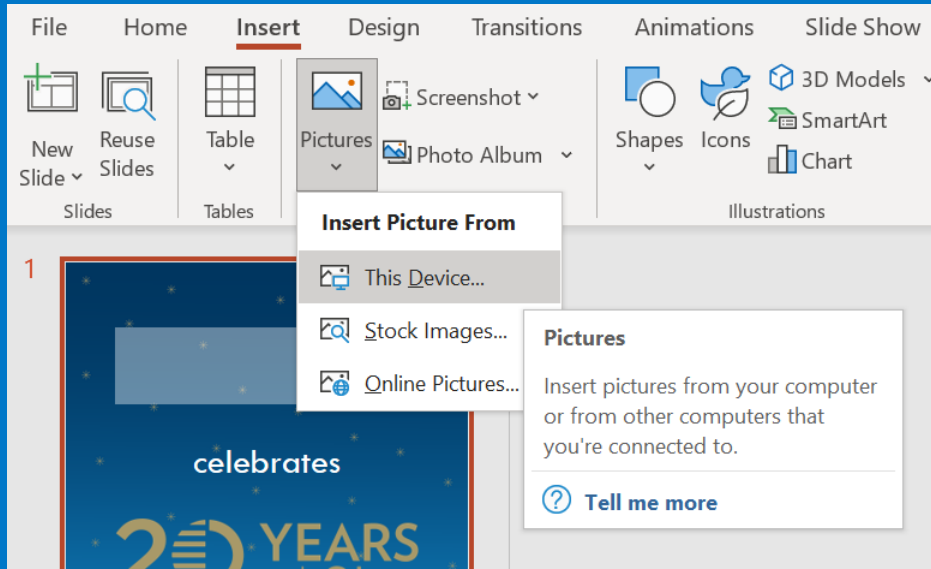 File Home Insert Design Transitions Animations Slide Show
New
Slide
Reuse
Slides
Slides
Table
Tables
Pictures
Screenshot
Photo Album
Shapes
Icons
3D Models
SmartArt
Chart
Illustrations
Insert Picture From
This Device...
Stock Images...
Online Pictures...
Pictures
Insert pictures from your computer
or from other computers that
you're connected to.
Tell me more
1
celebrates
20 YEARS